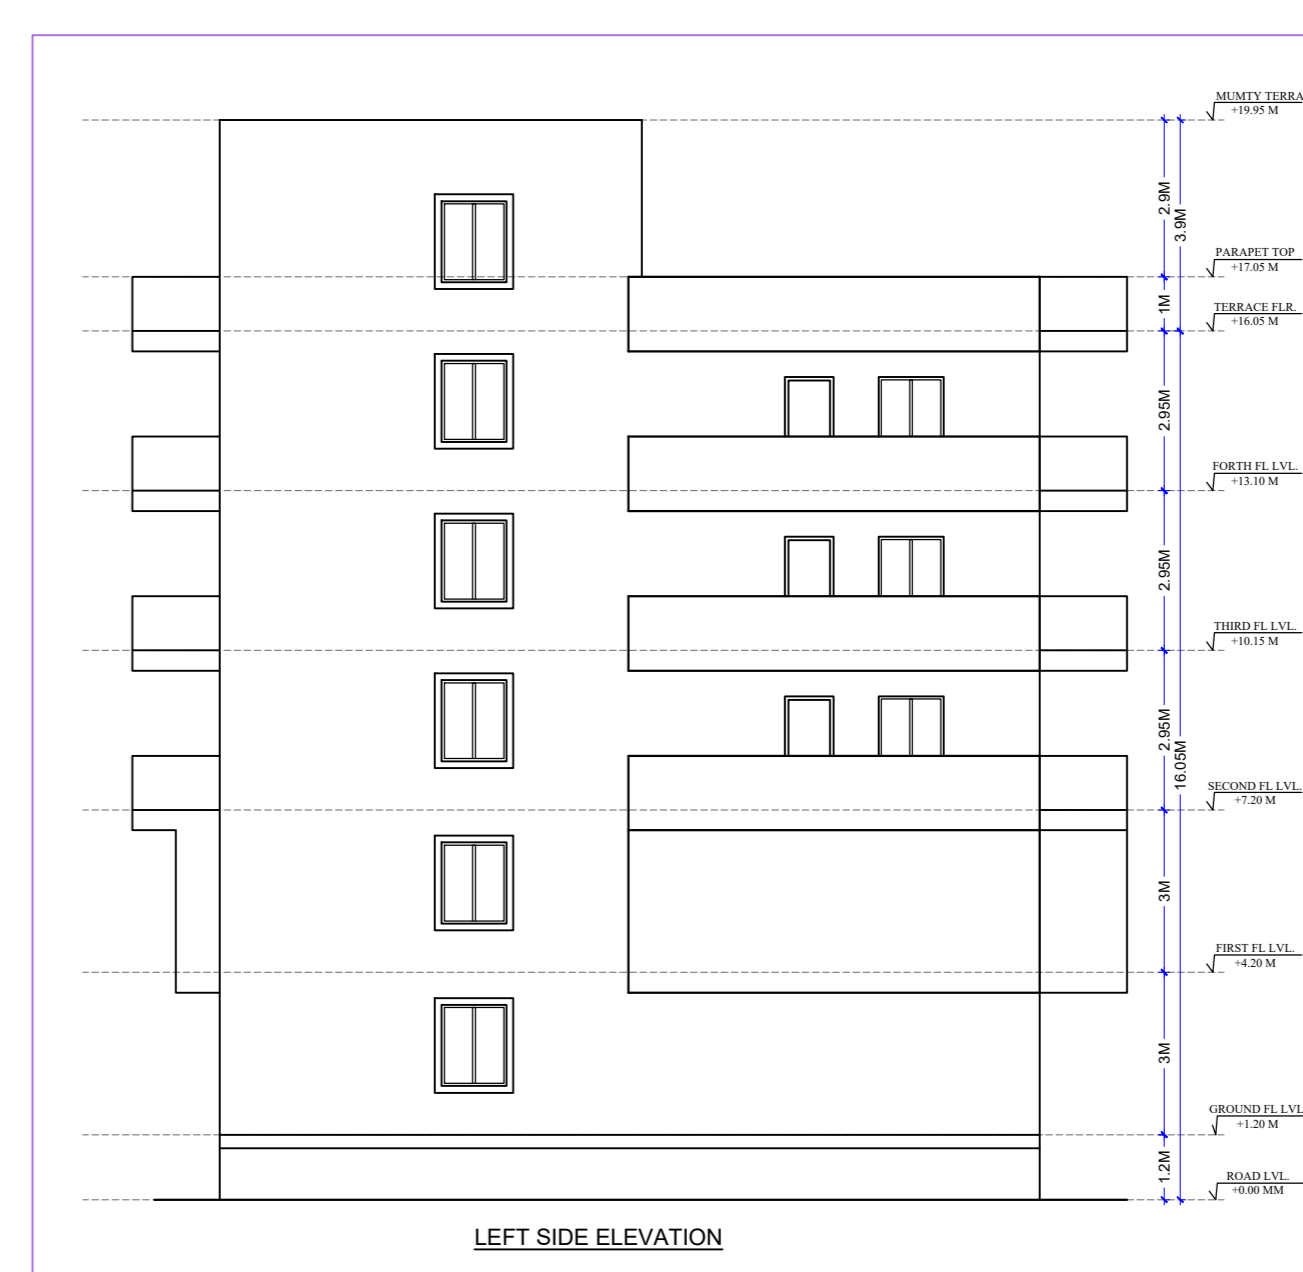 MUMTY TERRA
+19.95 M
2.9M
3.9M
PARAPET TOP
+17.05 M
1M
TERRACE FLR.
+16.05 M
2.95M
FORTH FL LVL.
+13.10 M
2.95M
THIRD FL LVL.
+10.15 M
2.95M
16.05M
SECOND FL LVL.
+7.20 M
3M
FIRST FL LVL.
+4.20 M
3M
GROUND FL LVL
+1.20 M
1.2M
ROAD LVL.
+0.00 MM
LEFT SIDE ELEVATION